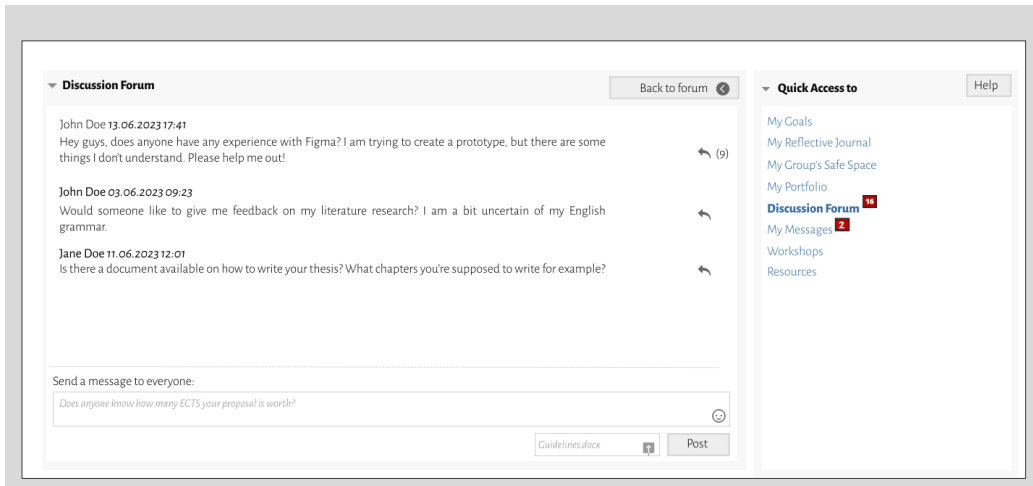 Discussion Forum
Back to forum
John Doe 13.06.2023 17:41
Hey guys, does anyone have any experience with Figma? I am trying to create a prototype, but there are some
things I don't understand. Please help me out!
(9)
John Doe 03.06.2023 09:23
Would someone like to give me feedback on my literature research? I am a bit uncertain of my English
grammar.
Jane Doe 11.06.2023 12:01
Is there a document available on how to write your thesis? What chapters you're supposed to write for example?
Send a message to everyone:
Does anyone know how many ECTS your proposal is worth?
Guidelines.docx
Post
Quick Access to
Help
My Goals
My Reflective Journal
My Group's Safe Space
My Portfolio
Discussion Forum 16
My Messages 2
Workshops
Resources